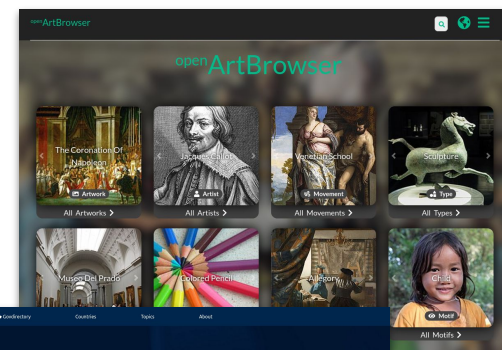 openArtBrowser
openArtBrowser
The Coronation Of
Napoleon
Artwork
All Artworks
Jacques Callot
Artist
All Artists
Venetian School
Movement
All Movements
Sculpture
Type
All Types
Museo Del Prado
Colored Pencil
Allegory
Child
Motif
All Motifs
Govdirectory Countries Topics About